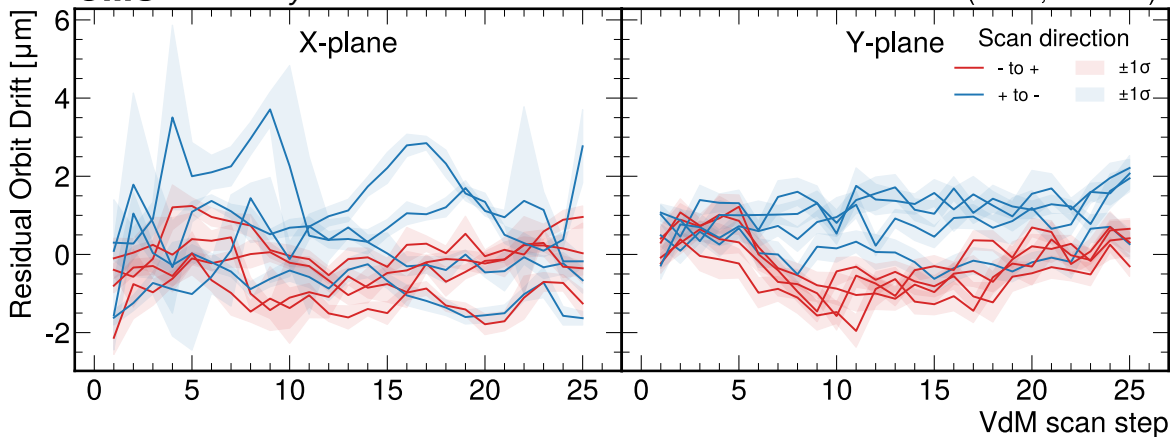 X-plane
Y-plane
Scan direction
- to +
±1σ
+ to -
±1σ
Residual Orbit Drift [μm]
6
4
2
0
-2
0 5 10 15 20 25
0 5 10 15 20 25
VdM scan step